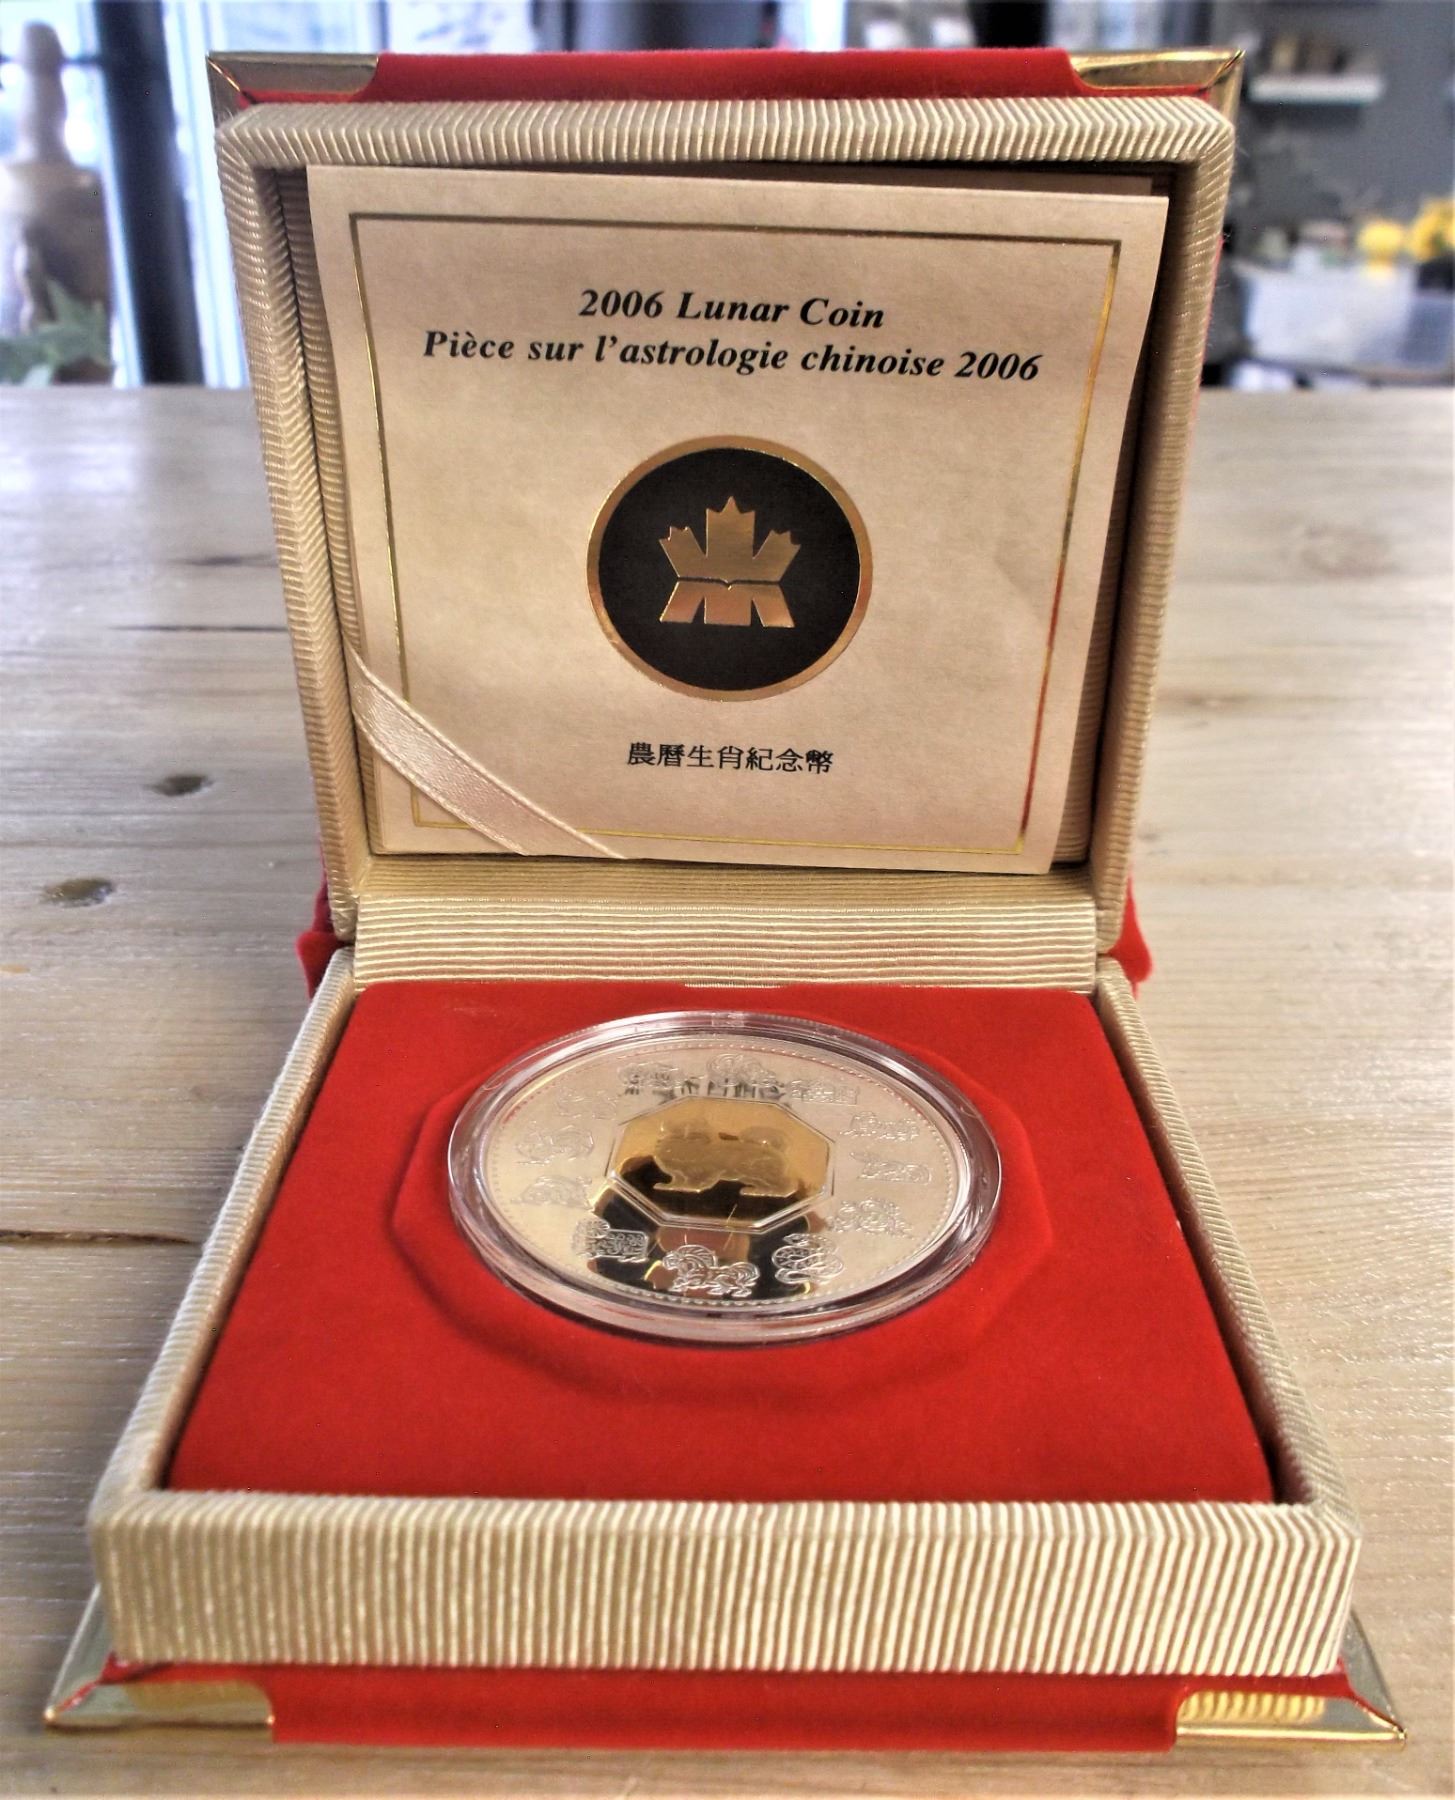 2006 Lunar Coin
Pièce sur l'astrologie chinoise 2006
農曆生肖紀念幣